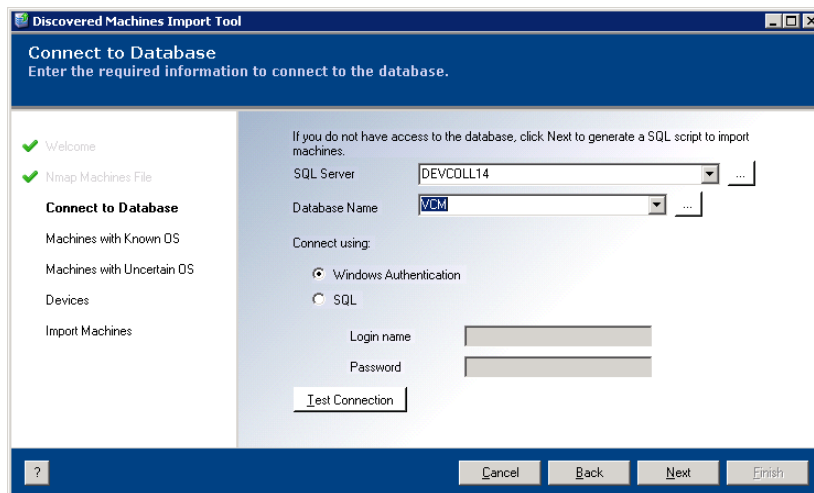 Discovered Machines Import Tool
Connect to Database
Enter the required information to connect to the database.
Welcome
Nmap Machines File
Connect to Database
Machines with Known OS
Machines with Uncertain OS
Devices
Import Machines
If you do not have access to the database, click Next to generate a SQL script to import
machines.
SQL Server DEVCOLL14 ...
Database Name VCM ...
Connect using:
Windows Authentication
SQL
Login name
Password
Test Connection
? Cancel Back Next Finish